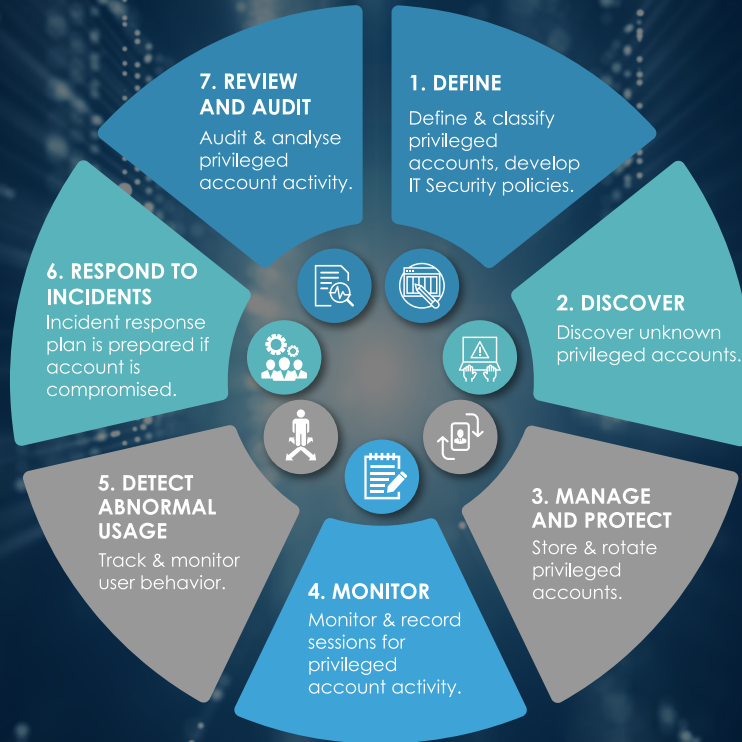 1. DEFINE
Define & classify
privileged
accounts, develop
IT Security policies.
2. DISCOVER
Discover unknown
privileged accounts.
3. MANAGE
AND PROTECT
Store & rotate
privileged
accounts.
4. MONITOR
Monitor & record
sessions for
privileged
account activity.
5. DETECT
ABNORMAL
USAGE
Track & monitor
user behavior.
6. RESPOND TO
INCIDENTS
Incident response
plan is prepared if
account is
compromised.
7. REVIEW
AND AUDIT
Audit & analyse
privileged
account activity.